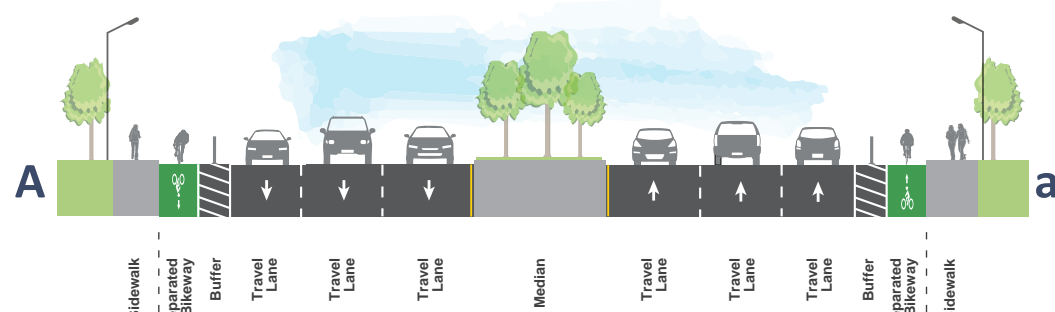 A
a
Sidewalk
parated
Bikeway
Buffer
Travel
Lane
Travel
Lane
Travel
Lane
Median
Travel
Lane
Travel
Lane
Travel
Lane
Buffer
parated
Bikeway
idewalk